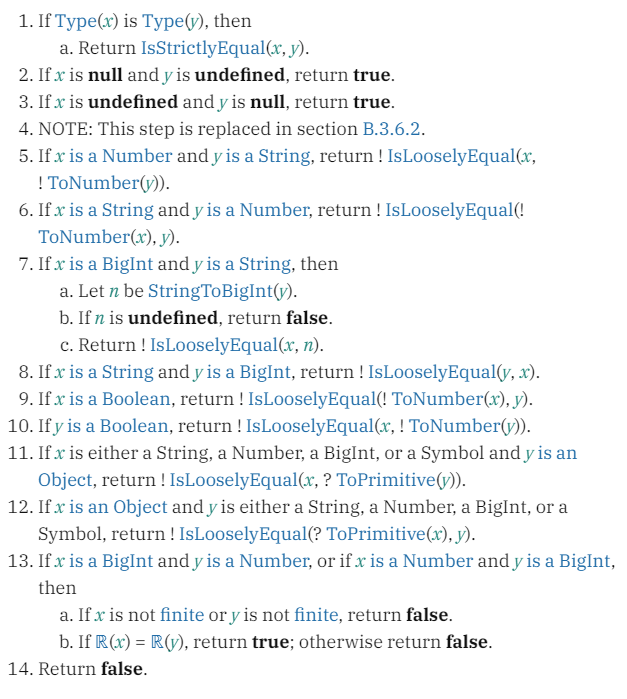 1. If Type(x) is Type(y), then
a. Return IsStrictlyEqual(x, y).
2. If x is null and y is undefined, return true.
3. If x is undefined and y is null, return true.
4. NOTE: This step is replaced in section B.3.6.2.
5. If x is a Number and y is a String, return ! IsLooselyEqual(x,
! ToNumber(y)).
6. If x is a String and y is a Number, return ! IsLooselyEqual(!
ToNumber(x), y).
7. If x is a BigInt and y is a String, then
a. Let n be StringToBigInt(y).
b. If n is undefined, return false.
c. Return ! IsLooselyEqual(x, n).
8. If x is a String and y is a BigInt, return ! IsLooselyEqual(y, x).
9. If x is a Boolean, return ! IsLooselyEqual(! ToNumber(x), y).
10. If y is a Boolean, return ! IsLooselyEqual(x, ! ToNumber(y)).
11. If x is either a String, a Number, a BigInt, or a Symbol and y is an
Object, return ! IsLooselyEqual(x, ? ToPrimitive(y)).
12. If x is an Object and y is either a String, a Number, a BigInt, or a
Symbol, return ! IsLooselyEqual(? ToPrimitive(x), y).
13. If x is a BigInt and y is a Number, or if x is a Number and y is a BigInt,
then
a. If x is not finite or y is not finite, return false.
b. If ℝ(x) = ℝ(y), return true; otherwise return false.
14. Return false.